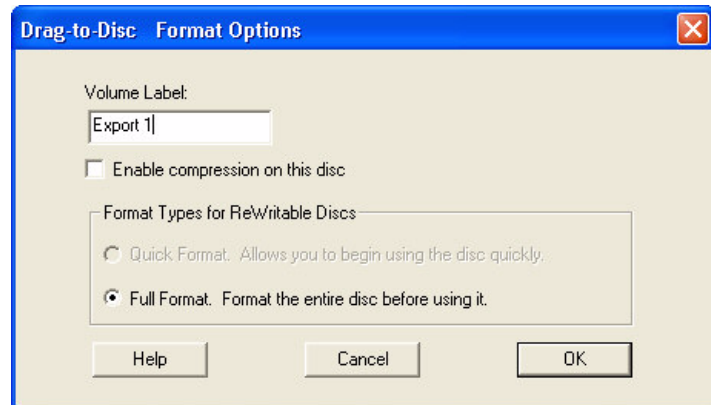 Drag-to-Disc Format Options
Volume Label:
Export 1
Enable compression on this disc
Format Types for ReWritable Discs
Quick Format. Allows you to begin using the disc quickly.
Full Format. Format the entire disc before using it.
Help Cancel OK